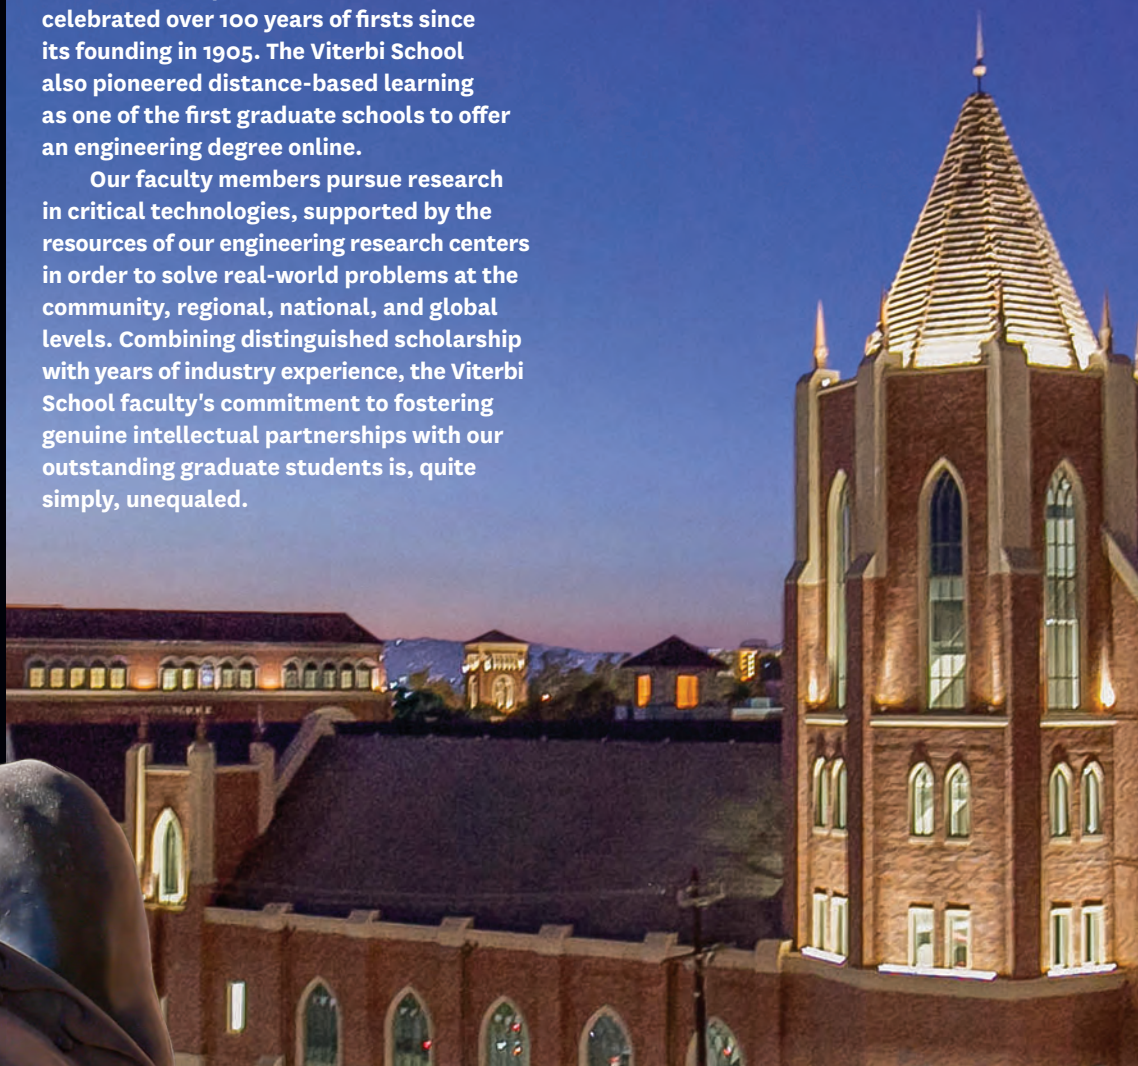 celebrated over 100 years of firsts since
its founding in 1905. The Viterbi School
also pioneered distance-based learning
as one of the first graduate schools to offer
an engineering degree online.
Our faculty members pursue research
in critical technologies, supported by the
resources of our engineering research centers
in order to solve real-world problems at the
community, regional, national, and global
levels. Combining distinguished scholarship
with years of industry experience, the Viterbi
School faculty's commitment to fostering
genuine intellectual partnerships with our
outstanding graduate students is, quite
simply, unequaled.